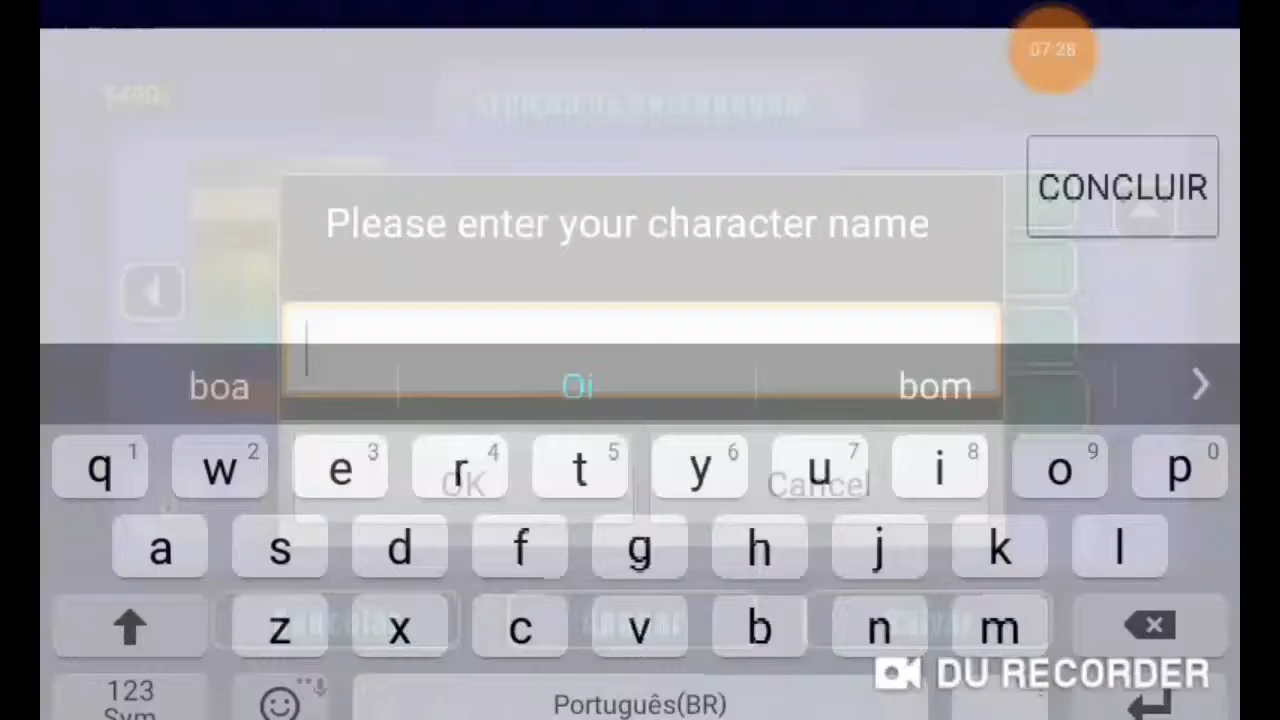 07:28
CONCLUIR
Please enter your character name
boa Oi bom
q 1 w 2 e 3 r 4 t 5 y 6 u 7 i 8 o 9 p 0
OK Cancel
a s d f g h j k l
z x c v b n m
DU RECORDER
123
Sym
Português(BR)